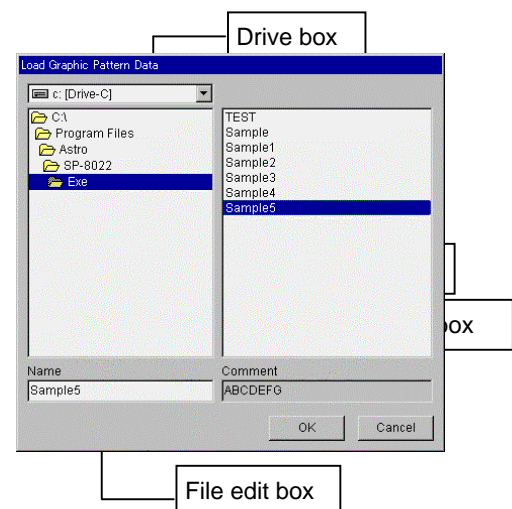 Drive box
Load Graphic Pattern Data
c: [Drive-C]
C:\
Program Files
Astro
SP-8022
Exe
TEST
Sample
Sample1
Sample2
Sample3
Sample4
Sample5
Name
Sample5
Comment
ABCDEFG
OK
Cancel
File edit box